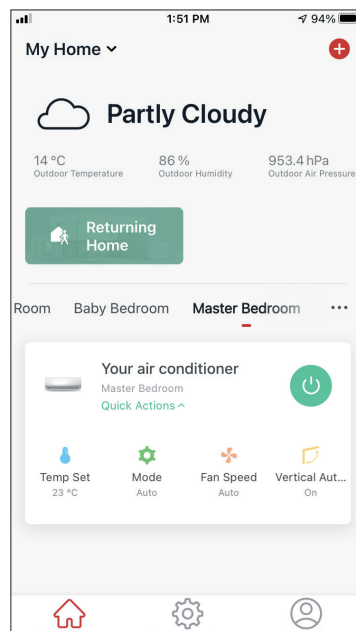 1:51 PM
94%
My Home
Partly Cloudy
14 °C
86 %
953.4 hPa
Outdoor Temperature
Outdoor Humidity
Outdoor Air Pressure
Returning
Home
Room
Baby Bedroom
Master Bedroom
Your air conditioner
Master Bedroom
Quick Actions
Temp Set
Mode
Fan Speed
Vertical Aut...
23 °C
Auto
Auto
On